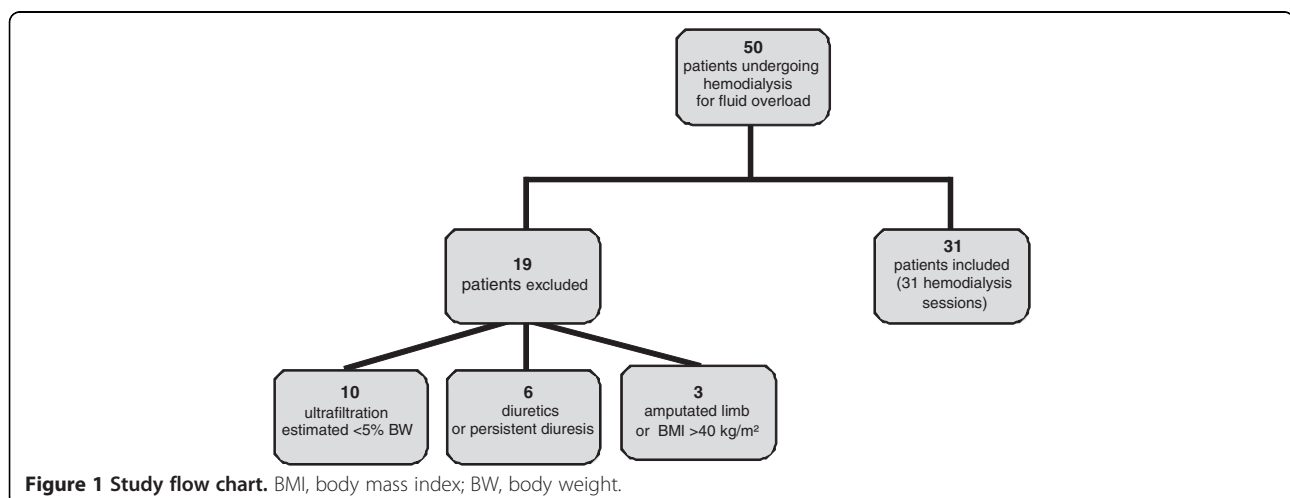 50
patients undergoing
hemodialysis
for fluid overload
19
patients excluded
31
patients included
(31 hemodialysis
sessions)
10
ultrafiltration
estimated <5% BW
6
diuretics
or persistent diuresis
3
amputated limb
or BMI >40 kg/m²
Figure 1 Study flow chart. BMI, body mass index; BW, body weight.